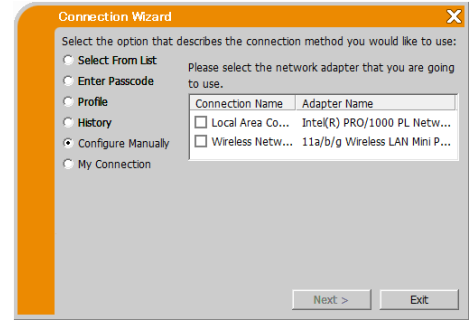 Connection Wizard
Select the option that describes the connection method you would like to use:
Select From List
Enter Passcode
Profile
History
Configure Manually
My Connection
Please select the network adapter that you are going
to use.
Connection Name Adapter Name
Local Area Co... Intel(R) PRO/1000 PL Netw...
Wireless Netw... 11a/b/g Wireless LAN Mini P...
Next > Exit